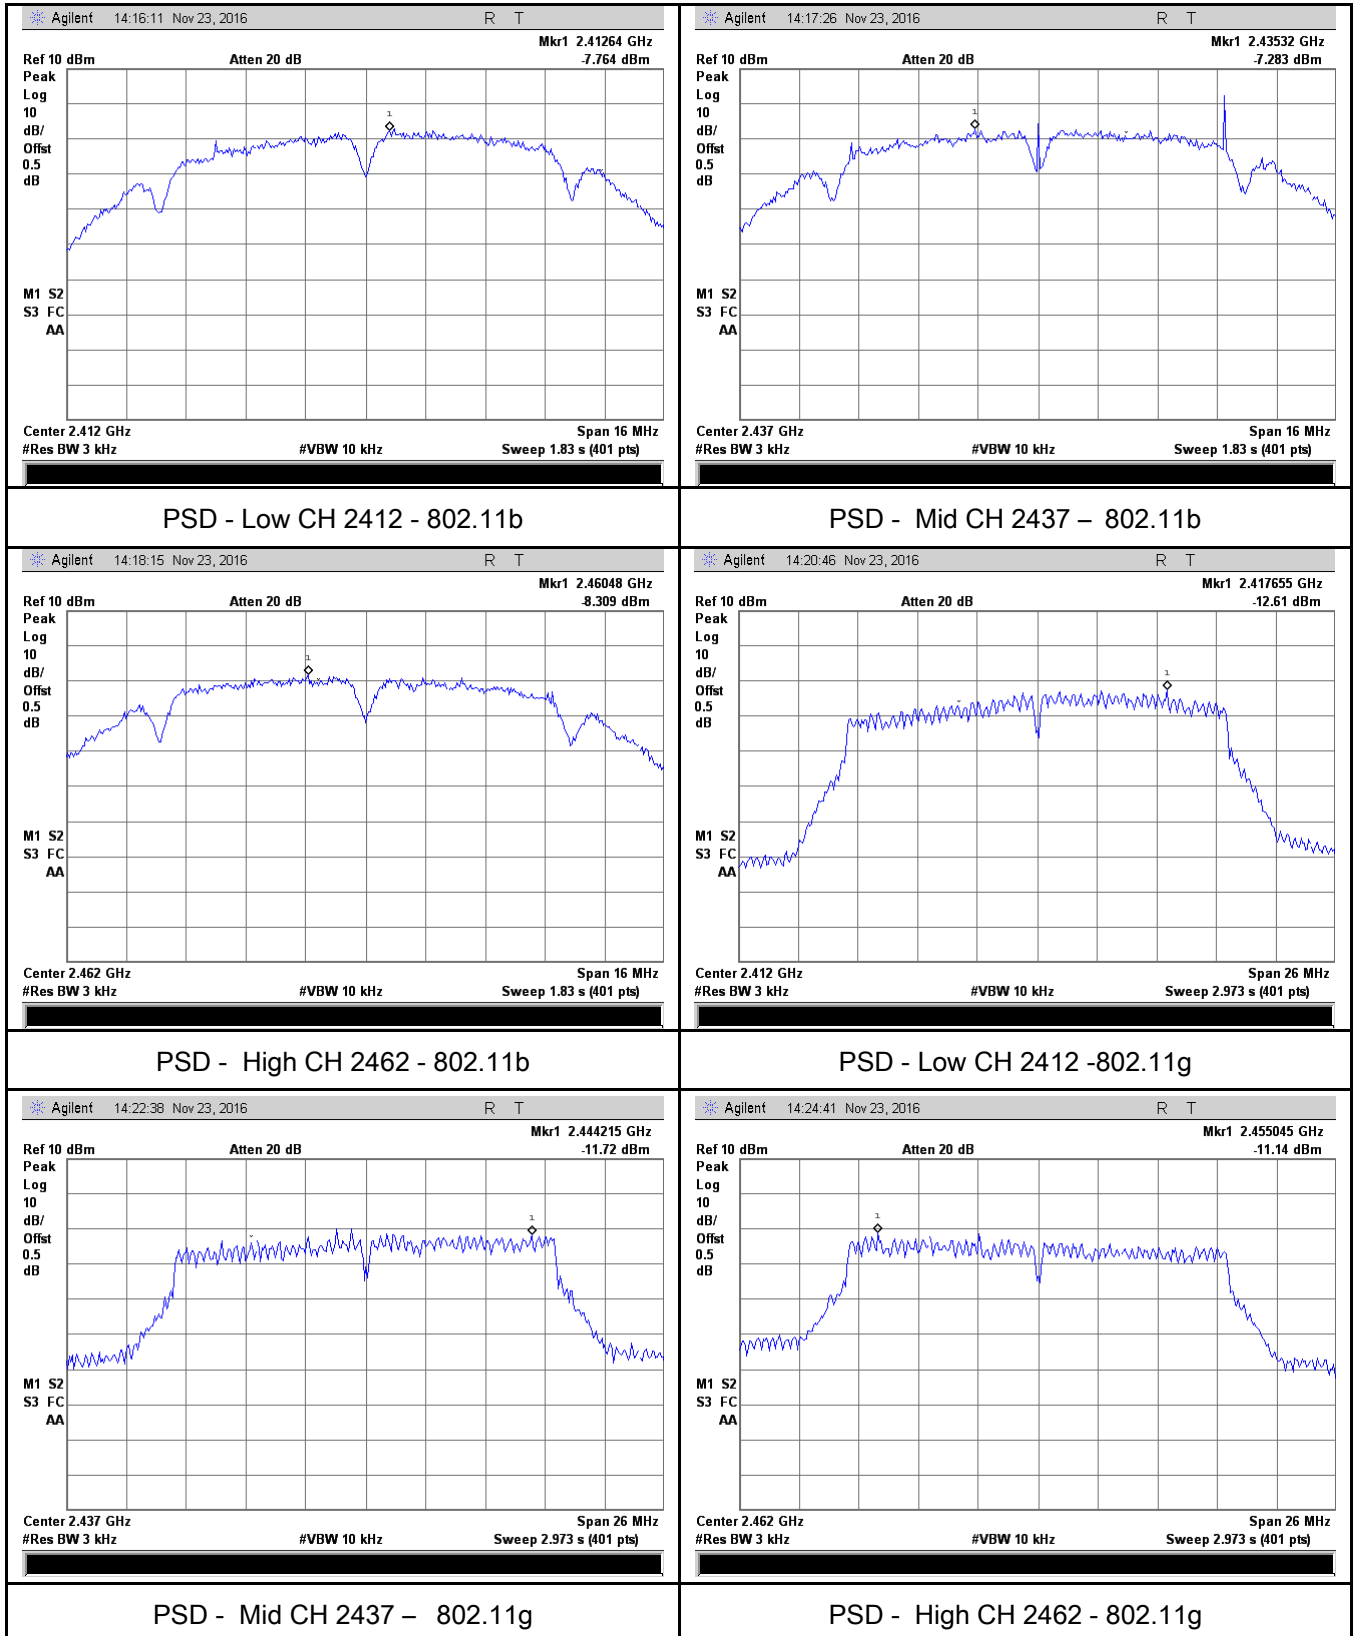 Agilent 14:16:11 Nov 23, 2016 R T
Mkr1 2.41264 GHz
Ref 10 dBm Atten 20 dB -7.764 dBm
Peak
Log
10
dB/
Offst
0.5
dB
1
M1 S2
S3 FC
AA
Center 2.412 GHz Span 16 MHz
#Res BW 3 kHz #VBW 10 kHz Sweep 1.83 s (401 pts)
PSD - Low CH 2412 - 802.11b
Agilent 14:17:26 Nov 23, 2016 R T
Mkr1 2.43532 GHz
Ref 10 dBm Atten 20 dB -7.283 dBm
Peak
Log
10
dB/
Offst
0.5
dB
1
M1 S2
S3 FC
AA
Center 2.437 GHz Span 16 MHz
#Res BW 3 kHz #VBW 10 kHz Sweep 1.83 s (401 pts)
PSD - Mid CH 2437 – 802.11b
Agilent 14:18:15 Nov 23, 2016 R T
Mkr1 2.46048 GHz
Ref 10 dBm Atten 20 dB -8.309 dBm
Peak
Log
10
dB/
Offst
0.5
dB
1
M1 S2
S3 FC
AA
Center 2.462 GHz Span 16 MHz
#Res BW 3 kHz #VBW 10 kHz Sweep 1.83 s (401 pts)
PSD - High CH 2462 - 802.11b
Agilent 14:20:46 Nov 23, 2016 R T
Mkr1 2.417655 GHz
Ref 10 dBm Atten 20 dB -12.61 dBm
Peak
Log
10
dB/
Offst
0.5
dB
1
M1 S2
S3 FC
AA
Center 2.412 GHz Span 26 MHz
#Res BW 3 kHz #VBW 10 kHz Sweep 2.973 s (401 pts)
PSD - Low CH 2412 -802.11g
Agilent 14:22:38 Nov 23, 2016 R T
Mkr1 2.444215 GHz
Ref 10 dBm Atten 20 dB -11.72 dBm
Peak
Log
10
dB/
Offst
0.5
dB
1
M1 S2
S3 FC
AA
Center 2.437 GHz Span 26 MHz
#Res BW 3 kHz #VBW 10 kHz Sweep 2.973 s (401 pts)
PSD - Mid CH 2437 – 802.11g
Agilent 14:24:41 Nov 23, 2016 R T
Mkr1 2.455045 GHz
Ref 10 dBm Atten 20 dB -11.14 dBm
Peak
Log
10
dB/
Offst
0.5
dB
1
M1 S2
S3 FC
AA
Center 2.462 GHz Span 26 MHz
#Res BW 3 kHz #VBW 10 kHz Sweep 2.973 s (401 pts)
PSD - High CH 2462 - 802.11g